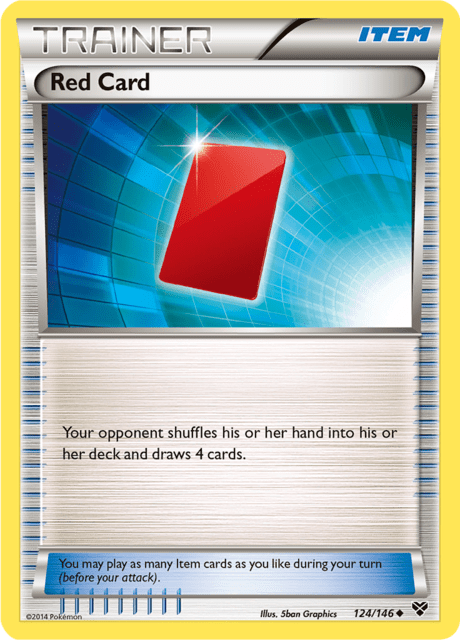 TRAINER
ITEM
Red Card
Your opponent shuffles his or her hand into his or
her deck and draws 4 cards.
You may play as many Item cards as you like during your turn
(before your attack).
©2014 Pokémon
Illus. 5ban Graphics
124/146
XY